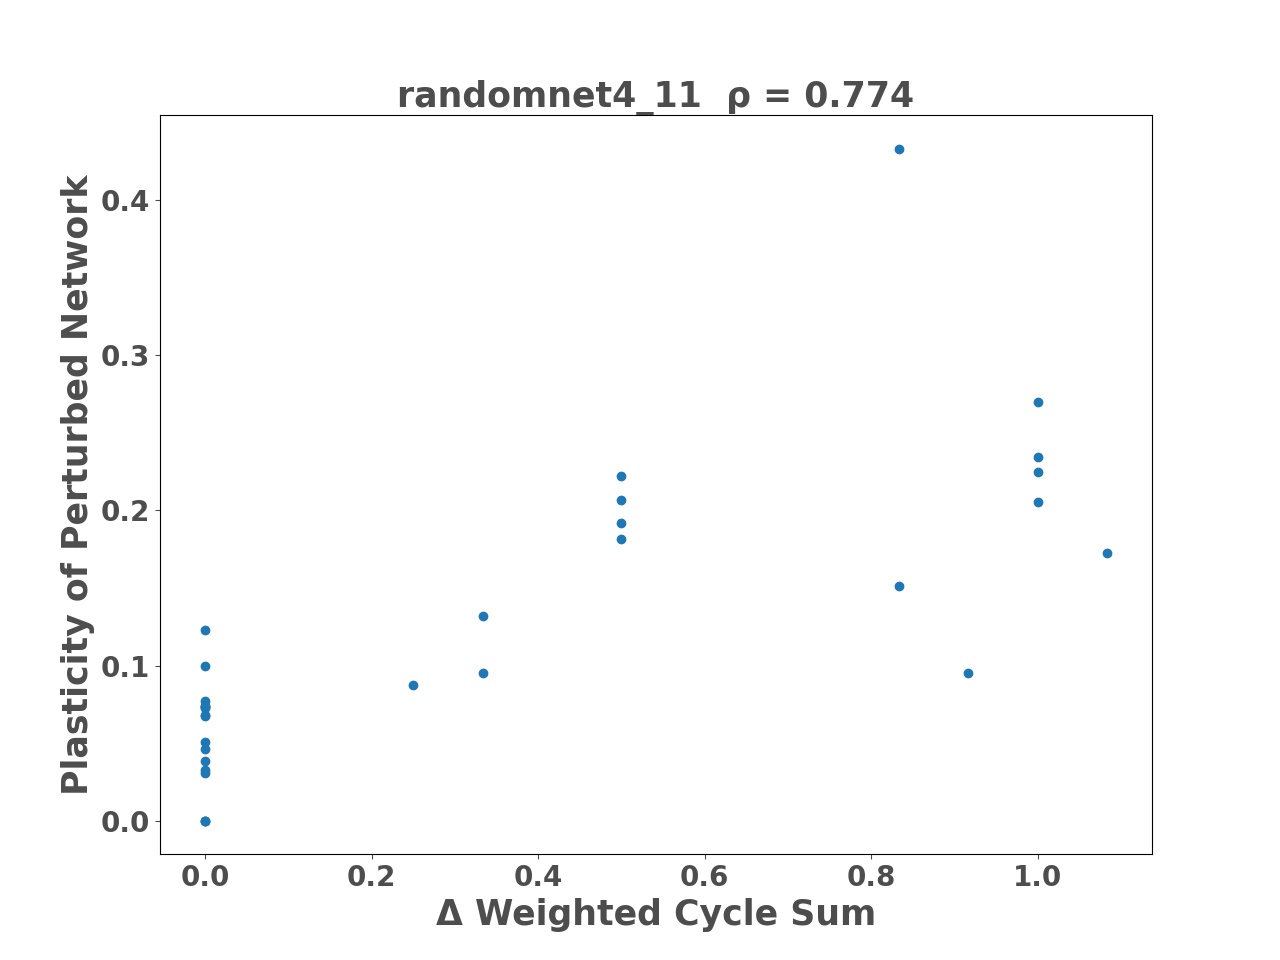 randomnet4_11  ρ = 0.774
Plasticity of Perturbed Network
0.4
0.3
0.2
0.1
0.0
0.0 0.2 0.4 0.6 0.8 1.0
Δ Weighted Cycle Sum